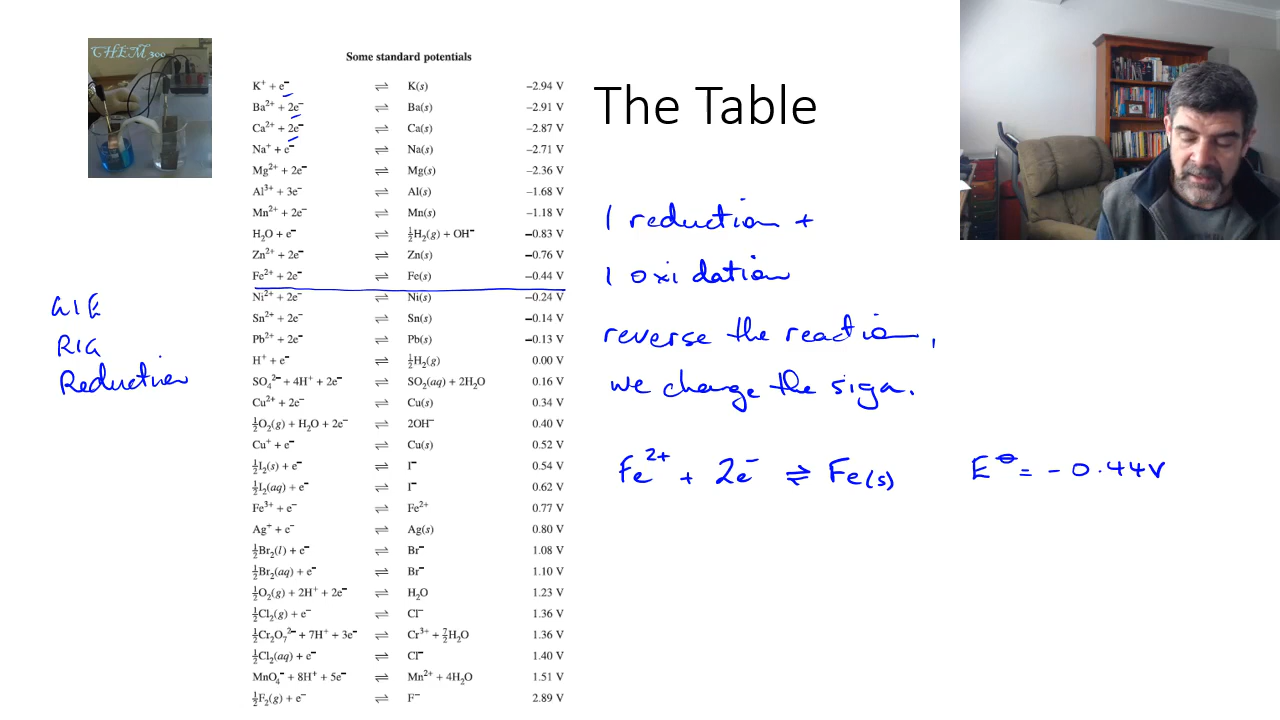 CHEM 300
Some standard potentials
K⁺ + e⁻ ⇌ K(s) −2.94 V
Ba²⁺ + 2e⁻ ⇌ Ba(s) −2.91 V
Ca²⁺ + 2e⁻ ⇌ Ca(s) −2.87 V
Na⁺ + e⁻ ⇌ Na(s) −2.71 V
Mg²⁺ + 2e⁻ ⇌ Mg(s) −2.36 V
Al³⁺ + 3e⁻ ⇌ Al(s) −1.68 V
Mn²⁺ + 2e⁻ ⇌ Mn(s) −1.18 V
H₂O + e⁻ ⇌ ½H₂(g) + OH⁻ −0.83 V
Zn²⁺ + 2e⁻ ⇌ Zn(s) −0.76 V
Fe²⁺ + 2e⁻ ⇌ Fe(s) −0.44 V
Ni²⁺ + 2e⁻ ⇌ Ni(s) −0.24 V
Sn²⁺ + 2e⁻ ⇌ Sn(s) −0.14 V
Pb²⁺ + 2e⁻ ⇌ Pb(s) −0.13 V
H⁺ + e⁻ ⇌ ½H₂(g) 0.00 V
SO₄²⁻ + 4H⁺ + 2e⁻ ⇌ SO₂(aq) + 2H₂O 0.16 V
Cu²⁺ + 2e⁻ ⇌ Cu(s) 0.34 V
½O₂(g) + H₂O + 2e⁻ ⇌ 2OH⁻ 0.40 V
Cu⁺ + e⁻ ⇌ Cu(s) 0.52 V
½I₂(s) + e⁻ ⇌ I⁻ 0.54 V
½I₂(aq) + e⁻ ⇌ I⁻ 0.62 V
Fe³⁺ + e⁻ ⇌ Fe²⁺ 0.77 V
Ag⁺ + e⁻ ⇌ Ag(s) 0.80 V
½Br₂(l) + e⁻ ⇌ Br⁻ 1.08 V
½Br₂(aq) + e⁻ ⇌ Br⁻ 1.10 V
½O₂(g) + 2H⁺ + 2e⁻ ⇌ H₂O 1.23 V
½Cl₂(g) + e⁻ ⇌ Cl⁻ 1.36 V
½Cr₂O₇²⁻ + 7H⁺ + 3e⁻ ⇌ Cr³⁺ + 7/2H₂O 1.36 V
½Cl₂(aq) + e⁻ ⇌ Cl⁻ 1.40 V
MnO₄⁻ + 8H⁺ + 5e⁻ ⇌ Mn²⁺ + 4H₂O 1.51 V
½F₂(g) + e⁻ ⇌ F⁻ 2.89 V
RIG
Reduction
The Table
1 reduction +
1 oxidation
reverse the reaction,
we change the sign.
Fe²⁺ + 2e⁻ ⇌ Fe(s) E⊖ = −0.44V